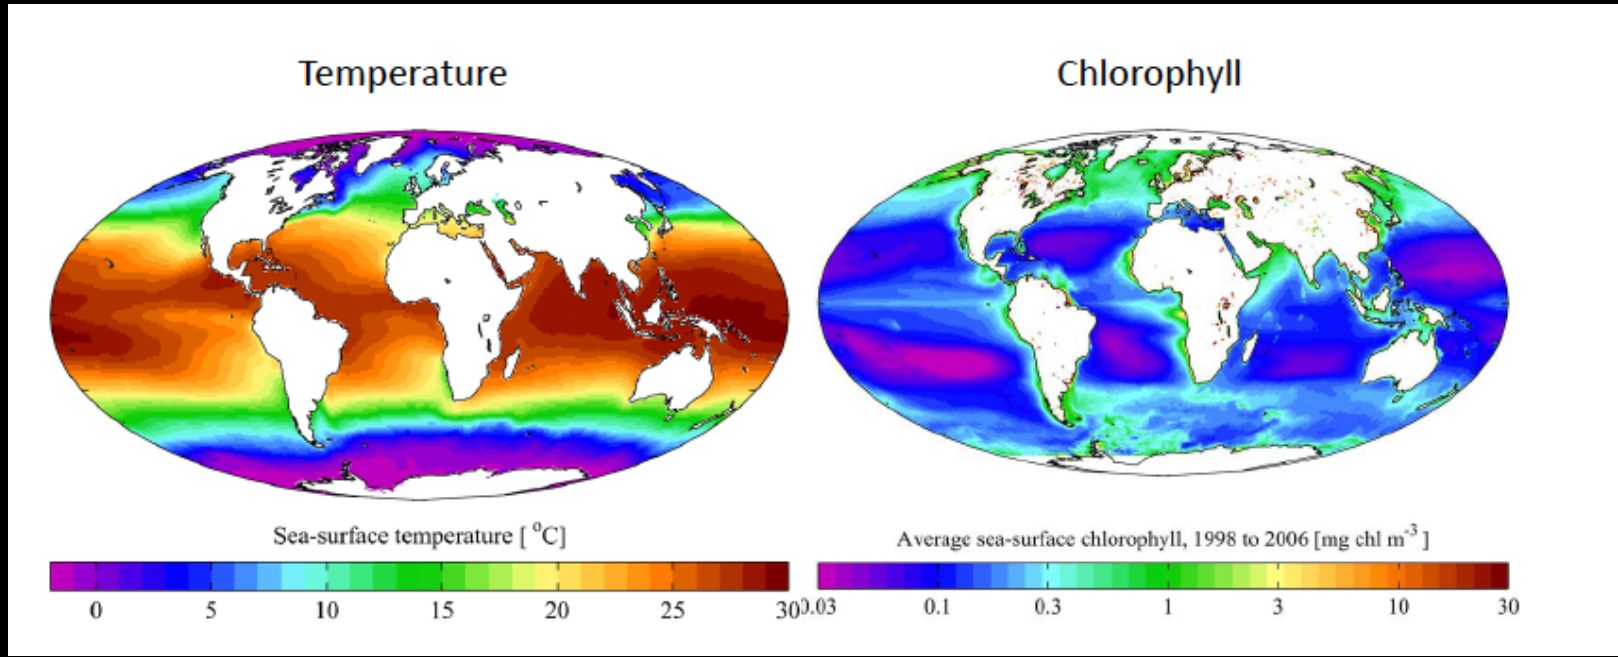 Temperature
Chlorophyll
Sea-surface temperature [ °C]
Average sea-surface chlorophyll, 1998 to 2006 [mg chl m⁻³ ]
0 5 10 15 20 25 30
0.03 0.1 0.3 1 3 10 30